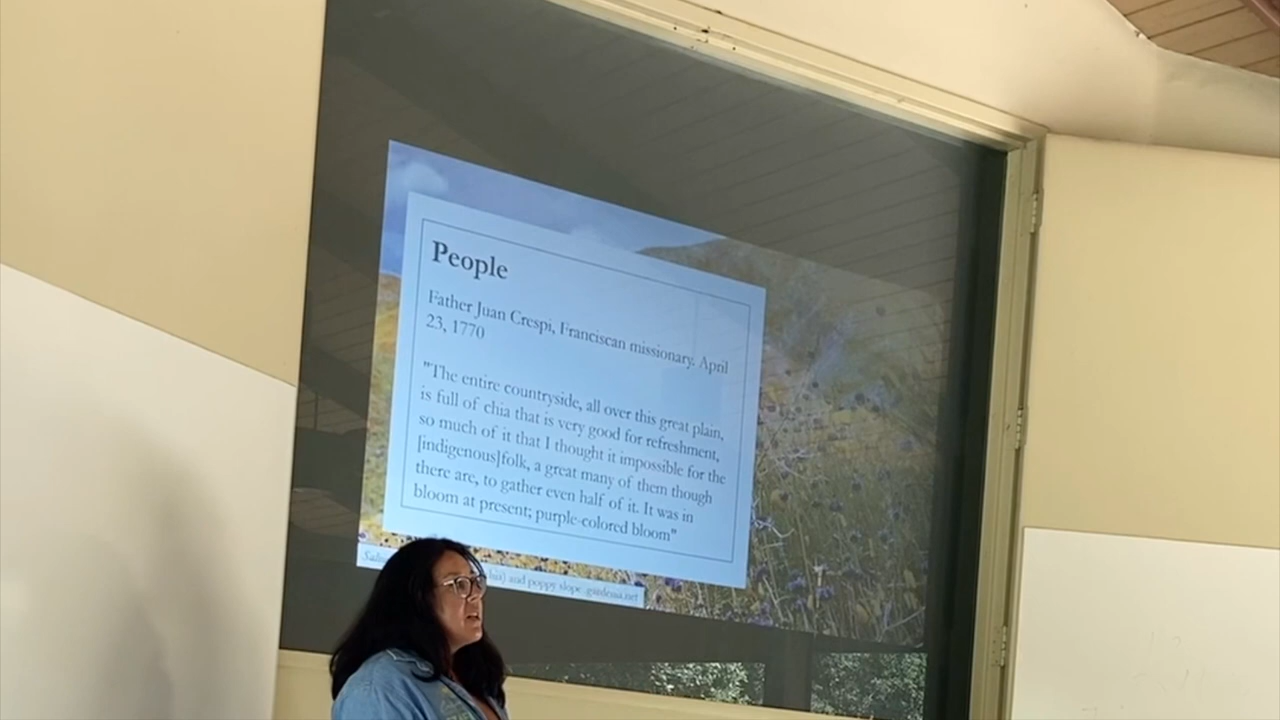 People
Father Juan Crespi, Franciscan missionary. April
23, 1770
"The entire countryside, all over this great plain,
is full of chia that is very good for refreshment,
so much of it that I thought it impossible for the
[indigenous]folk, a great many of them though
there are, to gather even half of it. It was in
bloom at present; purple-colored bloom"
and poppy slope .gardenia.net